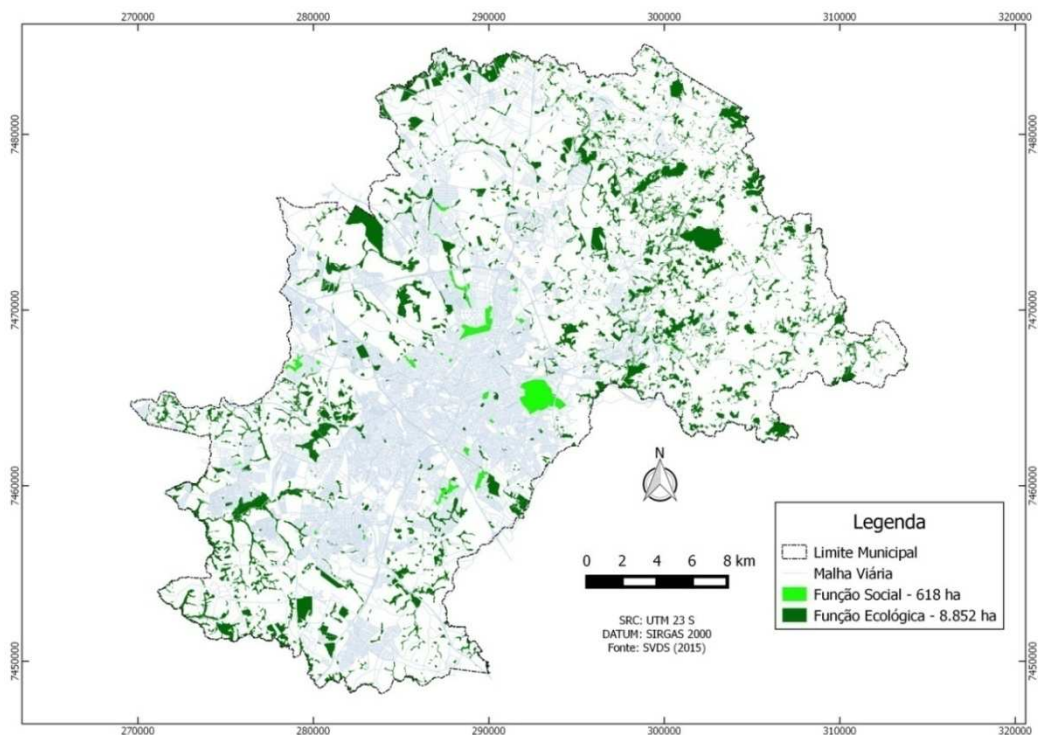 270000 280000 290000 300000 310000 320000
7480000 7480000
7470000 7470000
7460000 7460000
7450000 7450000
N
0 2 4 6 8 km
SRC: UTM 23 S
DATUM: SIRGAS 2000
Fonte: SVDS (2015)
Legenda
Limite Municipal
Malha Viária
Função Social - 618 ha
Função Ecológica - 8.852 ha
270000 280000 290000 300000 310000 320000